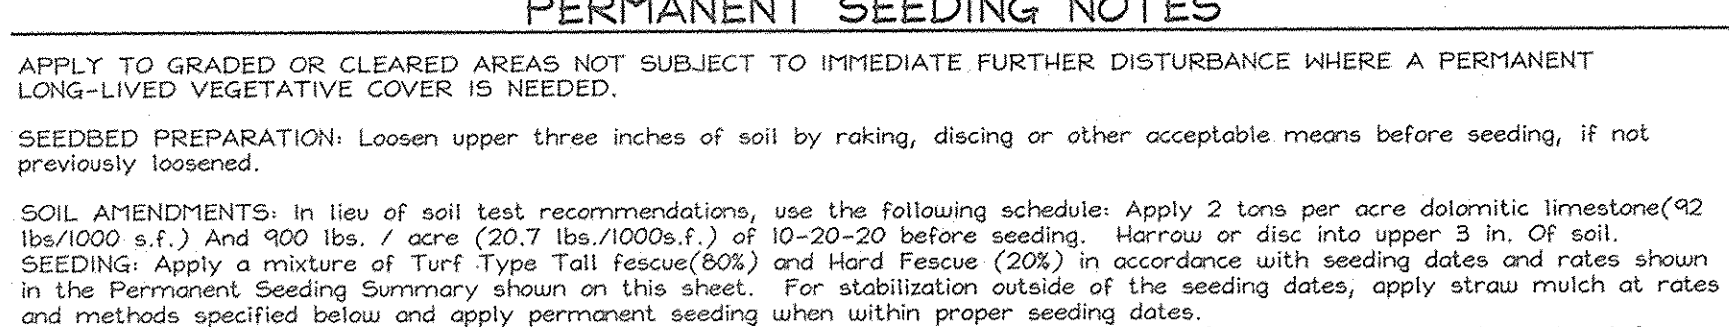 PERMANENT SEEDING NOTES
APPLY TO GRADED OR CLEARED AREAS NOT SUBJECT TO IMMEDIATE FURTHER DISTURBANCE WHERE A PERMANENT
LONG-LIVED VEGETATIVE COVER IS NEEDED.
SEEDBED PREPARATION: Loosen upper three inches of soil by raking, discing or other acceptable means before seeding, if not
previously loosened.
SOIL AMENDMENTS: In lieu of soil test recommendations, use the following schedule: Apply 2 tons per acre dolomitic limestone(92
lbs/1000 s.f.) And 900 lbs. / acre (20.7 lbs./1000s.f.) of 10-20-20 before seeding. Harrow or disc into upper 3 in. Of soil.
SEEDING: Apply a mixture of Turf Type Tall fescue(80%) and Hard Fescue (20%) in accordance with seeding dates and rates shown
in the Permanent Seeding Summary shown on this sheet. For stabilization outside of the seeding dates, apply straw mulch at rates
and methods specified below and apply permanent seeding when within proper seeding dates.